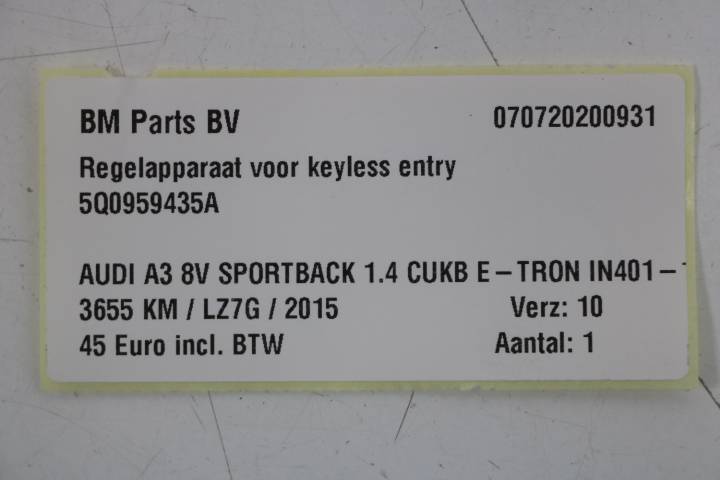 BM Parts BV 070720200931
Regelapparaat voor keyless entry
5Q0959435A
AUDI A3 8V SPORTBACK 1.4 CUKB E-TRON IN401-
3655 KM / LZ7G / 2015 Verz: 10
45 Euro incl. BTW Aantal: 1